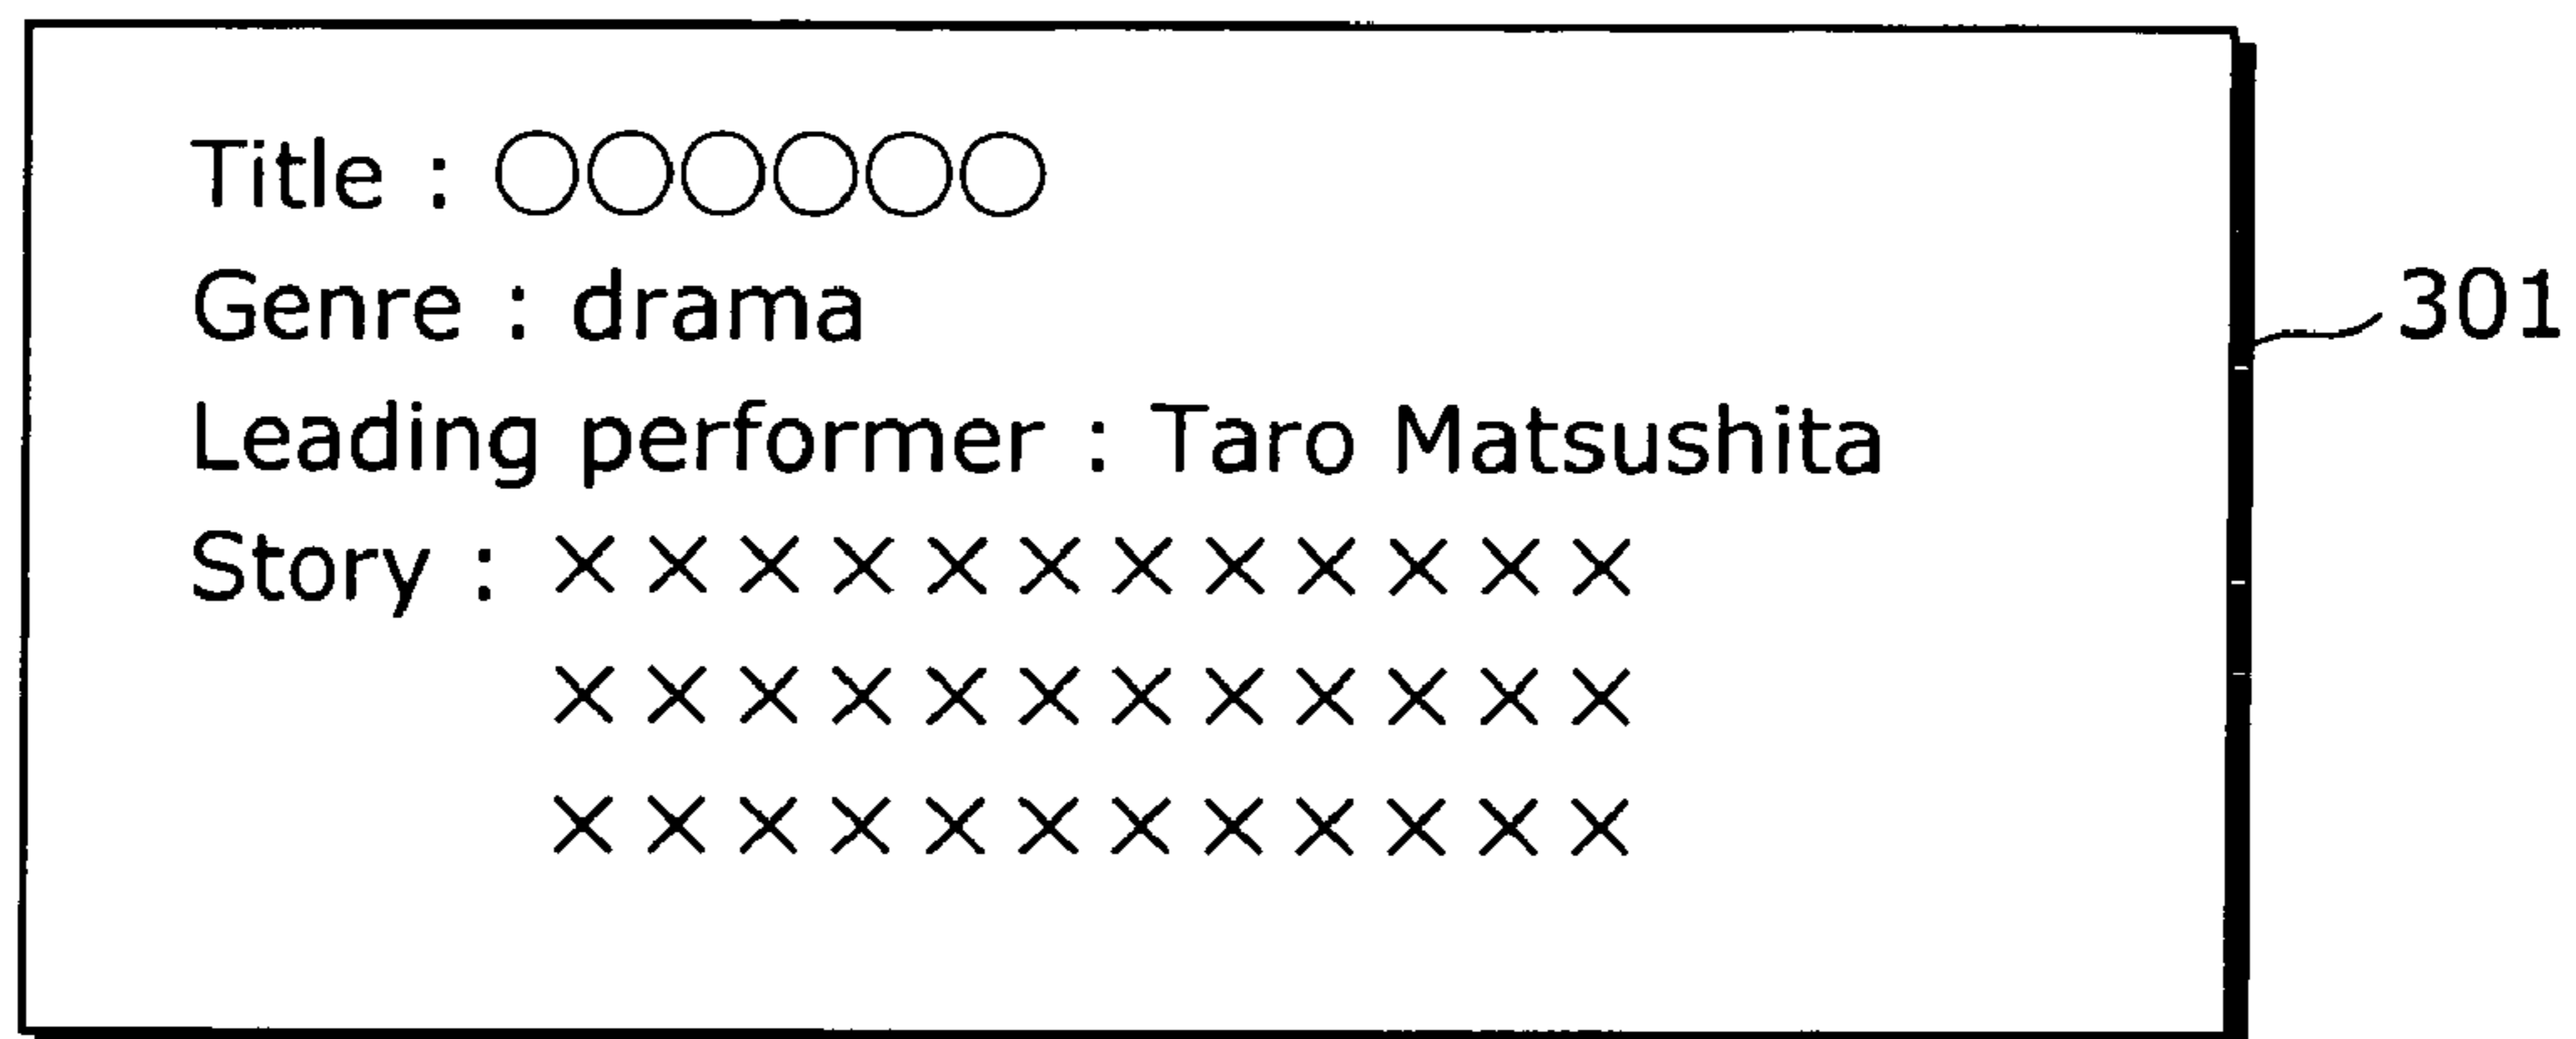 Title : ○○○○○○
Genre : drama
301
Leading performer : Taro Matsushita
Story : × × × × × × × × × × × ×
× × × × × × × × × × × ×
× × × × × × × × × × × ×